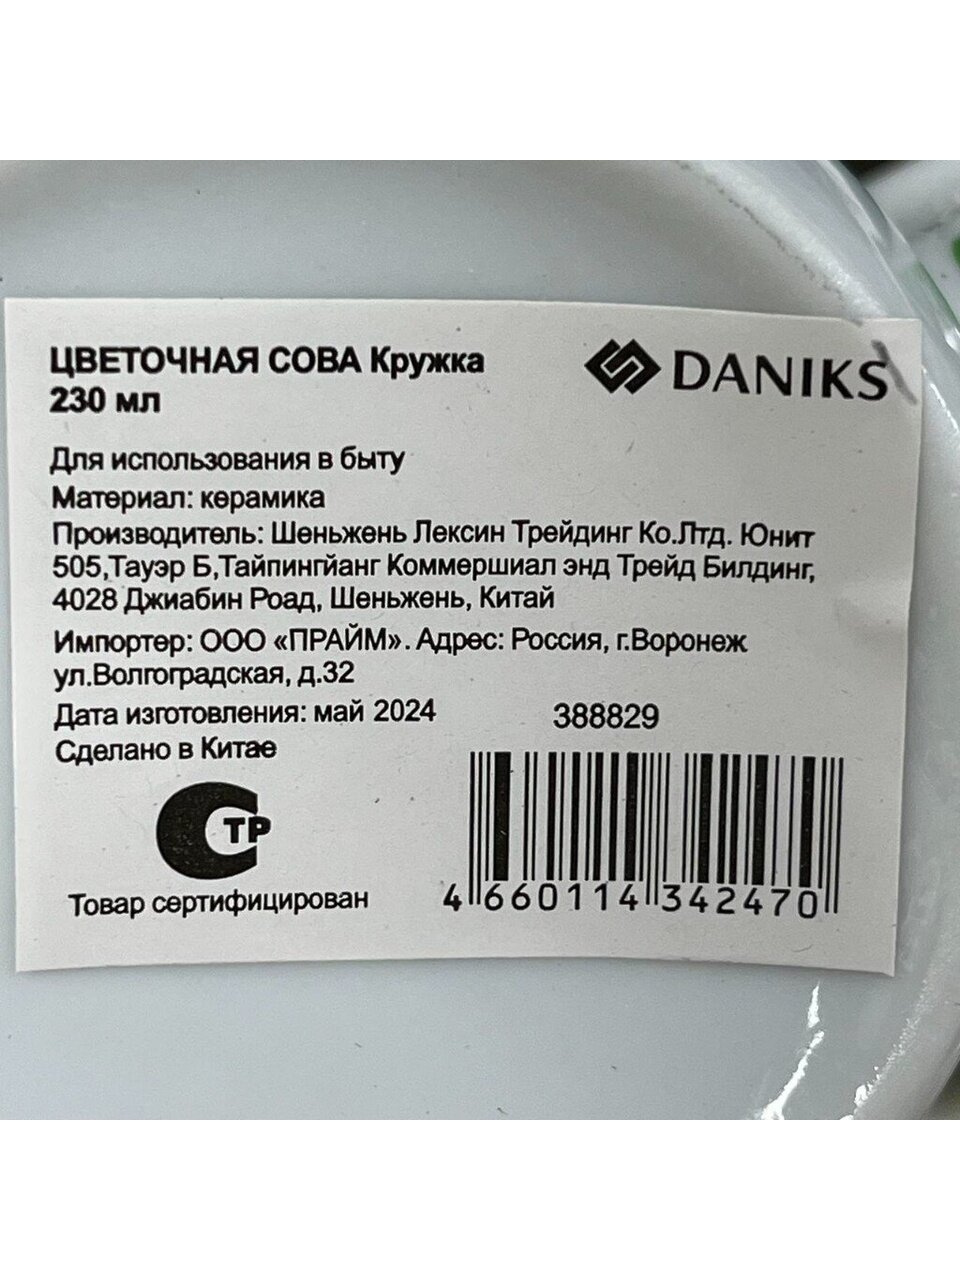 ЦВЕТОЧНАЯ СОВА Кружка
230 мл
DANIKS
Для использования в быту
Материал: керамика
Производитель: Шеньжень Лексин Трейдинг Ко.Лтд. Юнит
505,Тауэр Б,Тайпингйанг Коммершиал энд Трейд Билдинг,
4028 Джиабин Роад, Шеньжень, Китай
Импортер: ООО «ПРАЙМ». Адрес: Россия, г.Воронеж
ул.Волгоградская, д.32
Дата изготовления: май 2024
388829
Сделано в Китае
СТР
Товар сертифицирован
4 660114 342470